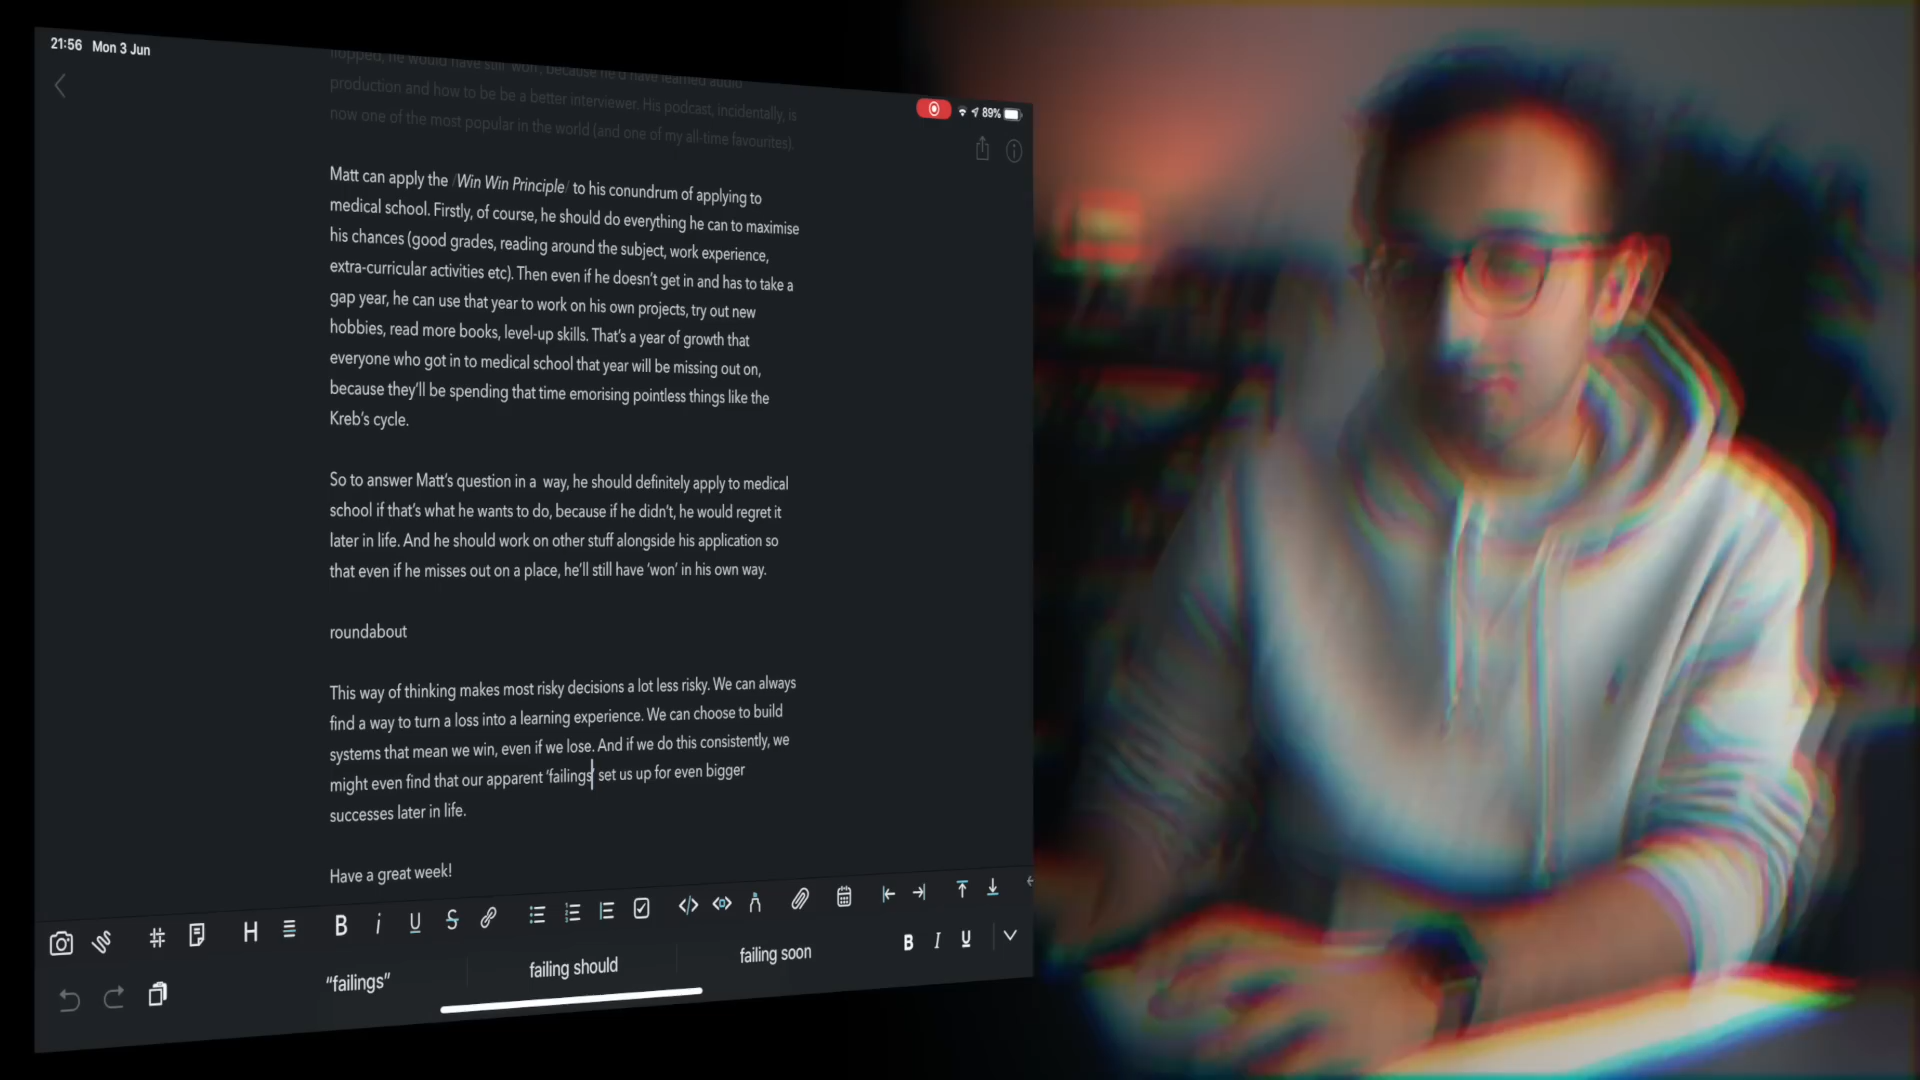 21:56 Mon 3 Jun
89%
flopped, he would have still 'won', because he'd have learned audio
production and how to be be a better interviewer. His podcast, incidentally, is
now one of the most popular in the world (and one of my all-time favourites).
Matt can apply the /Win Win Principle/ to his conundrum of applying to
medical school. Firstly, of course, he should do everything he can to maximise
his chances (good grades, reading around the subject, work experience,
extra-curricular activities etc). Then even if he doesn't get in and has to take a
gap year, he can use that year to work on his own projects, try out new
hobbies, read more books, level-up skills. That's a year of growth that
everyone who got in to medical school that year will be missing out on,
because they'll be spending that time emorising pointless things like the
Kreb's cycle.
So to answer Matt's question in a way, he should definitely apply to medical
school if that's what he wants to do, because if he didn't, he would regret it
later in life. And he should work on other stuff alongside his application so
that even if he misses out on a place, he'll still have 'won' in his own way.
roundabout
This way of thinking makes most risky decisions a lot less risky. We can always
find a way to turn a loss into a learning experience. We can choose to build
systems that mean we win, even if we lose. And if we do this consistently, we
might even find that our apparent 'failings' set us up for even bigger
successes later in life.
Have a great week!
H B i U S
"failings" failing should failing soon B I U